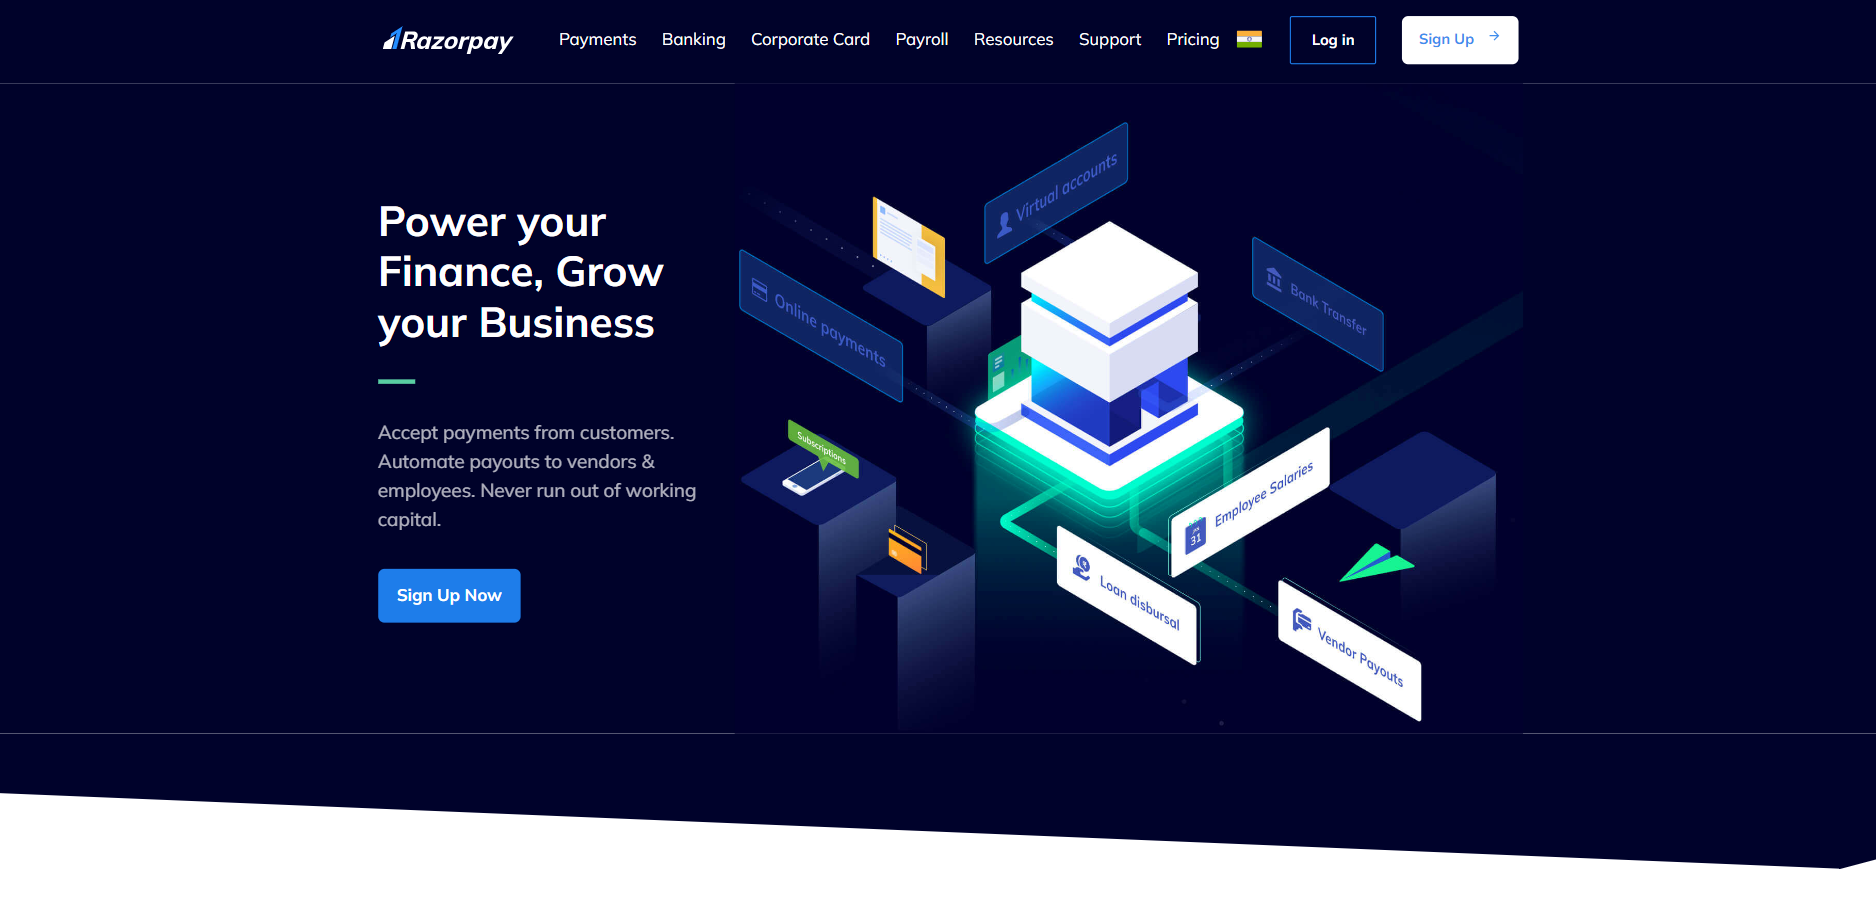 Razorpay
Payments
Banking
Corporate Card
Payroll
Resources
Support
Pricing
Log in
Sign Up
Power your
Finance, Grow
your Business
Accept payments from customers.
Automate payouts to vendors &
employees. Never run out of working
capital.
Sign Up Now
Virtual accounts
Online payments
Bank Transfer
Subscriptions
Employee Salaries
31
Loan disbursal
Vendor Payouts